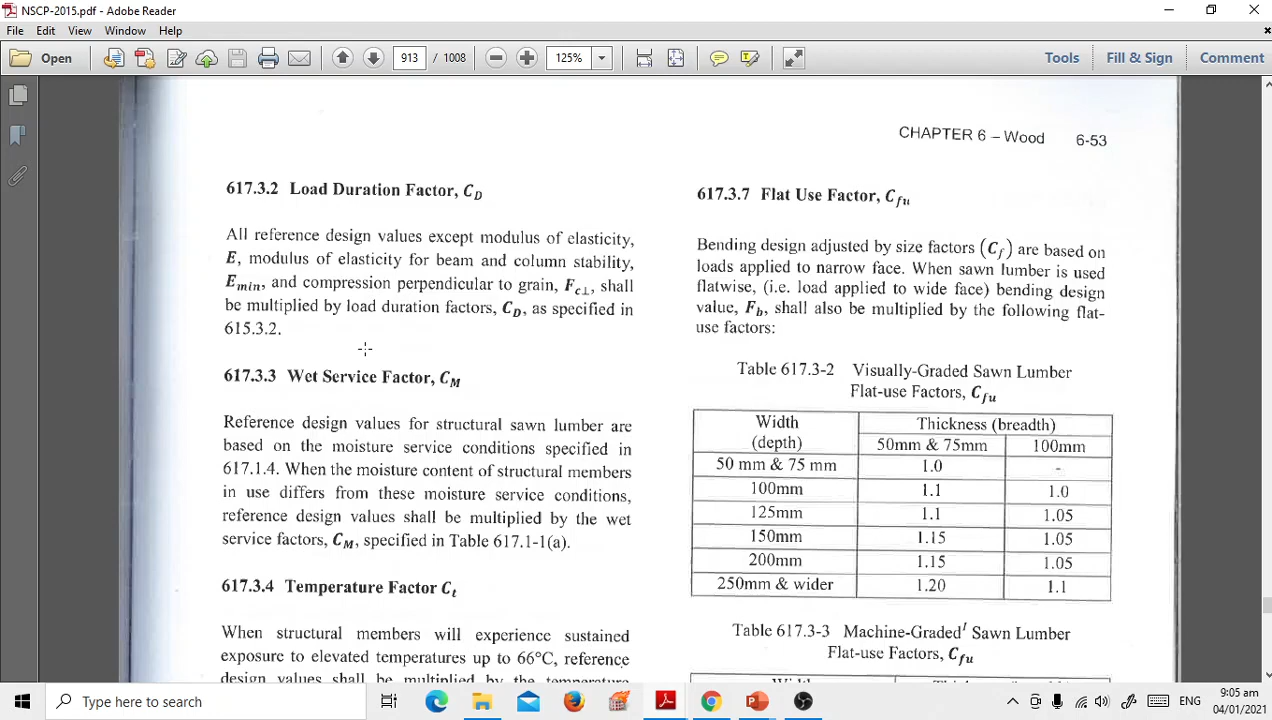 NSCP-2015.pdf - Adobe Reader
File Edit View Window Help
Open 913 / 1008 125% Tools Fill & Sign Comment
CHAPTER 6 – Wood 6-53
617.3.2 Load Duration Factor, C_D
All reference design values except modulus of elasticity,
E, modulus of elasticity for beam and column stability,
E_min, and compression perpendicular to grain, F_c⊥, shall
be multiplied by load duration factors, C_D, as specified in
615.3.2.
617.3.3 Wet Service Factor, C_M
Reference design values for structural sawn lumber are
based on the moisture service conditions specified in
617.1.4. When the moisture content of structural members
in use differs from these moisture service conditions,
reference design values shall be multiplied by the wet
service factors, C_M, specified in Table 617.1-1(a).
617.3.4 Temperature Factor C_t
When structural members will experience sustained
exposure to elevated temperatures up to 66°C, reference
design values shall be multiplied by the temperature
617.3.7 Flat Use Factor, C_fu
Bending design adjusted by size factors (C_f) are based on
loads applied to narrow face. When sawn lumber is used
flatwise, (i.e. load applied to wide face) bending design
value, F_b, shall also be multiplied by the following flat-
use factors:
Table 617.3-2 Visually-Graded Sawn Lumber
Flat-use Factors, C_fu
Width Thickness (breadth)
(depth) 50mm & 75mm 100mm
50 mm & 75 mm 1.0 -
100mm 1.1 1.0
125mm 1.1 1.05
150mm 1.15 1.05
200mm 1.15 1.05
250mm & wider 1.20 1.1
Table 617.3-3 Machine-Graded¹ Sawn Lumber
Flat-use Factors, C_fu
Type here to search
ENG
9:05 am
04/01/2021